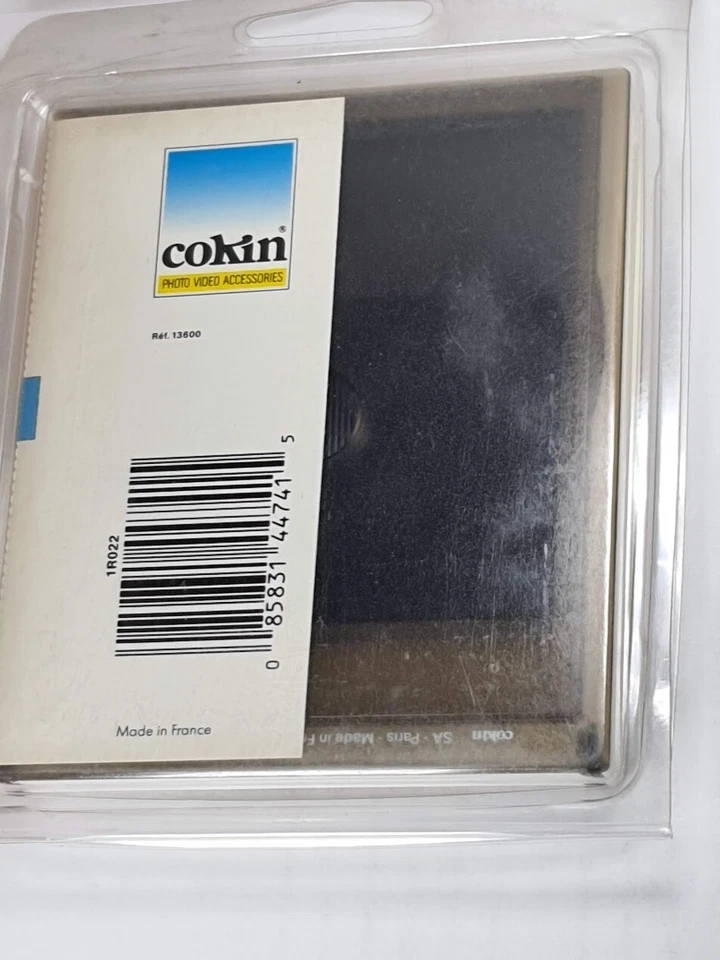 cokin®
PHOTO VIDEO ACCESSORIES
Réf. 13600
1R022
0 85831 44741 5
Made in France
cokin SA - Paris - Made in F